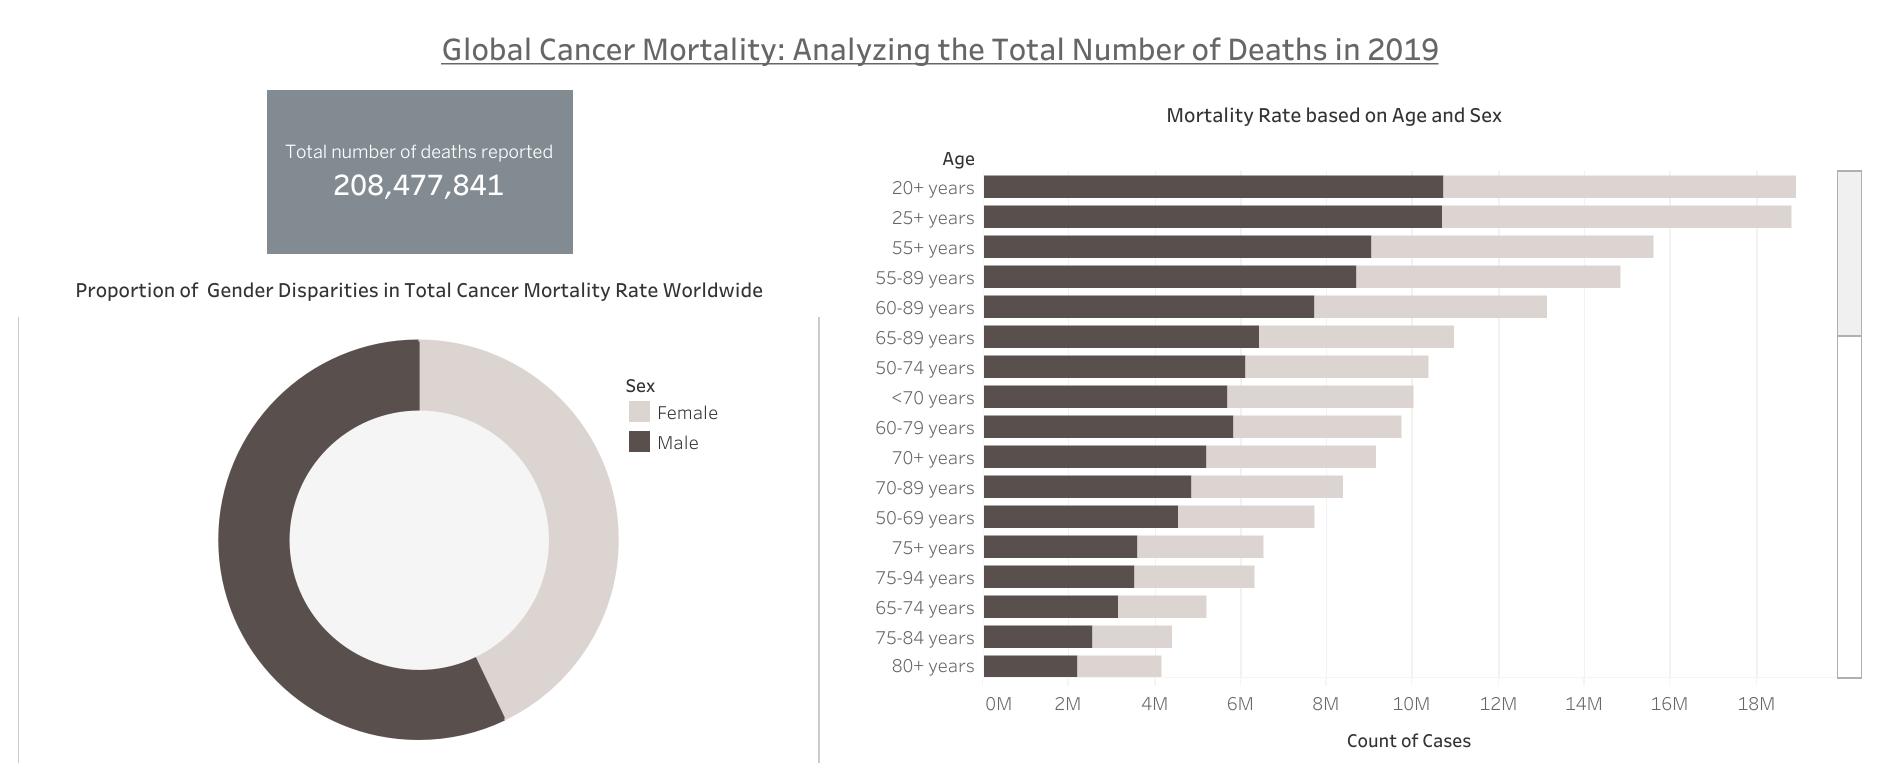 Global Cancer Mortality: Analyzing the Total Number of Deaths in 2019
Total number of deaths reported
208,477,841
Proportion of  Gender Disparities in Total Cancer Mortality Rate Worldwide
Sex
Female
Male
Mortality Rate based on Age and Sex
Age
20+ years
25+ years
55+ years
55-89 years
60-89 years
65-89 years
50-74 years
<70 years
60-79 years
70+ years
70-89 years
50-69 years
75+ years
75-94 years
65-74 years
75-84 years
80+ years
0M 2M 4M 6M 8M 10M 12M 14M 16M 18M
Count of Cases